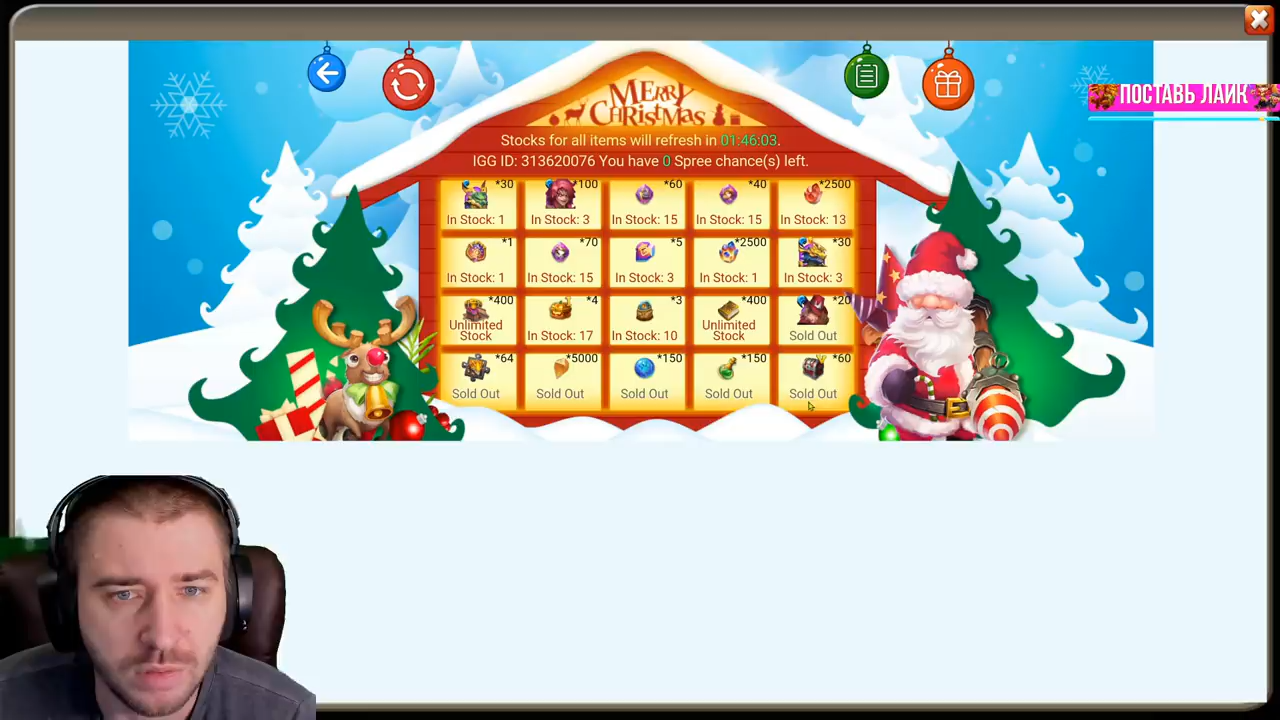 ПОСТАВЬ ЛАЙК
MERRY
CHRISTMAS
Stocks for all items will refresh in 01:46:03.
IGG ID: 313620076 You have 0 Spree chance(s) left.
*30 *100 *60 *40 *2500
In Stock: 1 In Stock: 3 In Stock: 15 In Stock: 15 In Stock: 13
*1 *70 *5 *2500 *30
In Stock: 1 In Stock: 15 In Stock: 3 In Stock: 1 In Stock: 3
*400 *4 *3 *400 *20
Unlimited Stock In Stock: 17 In Stock: 10 Unlimited Stock Sold Out
*64 *5000 *150 *150 *60
Sold Out Sold Out Sold Out Sold Out Sold Out